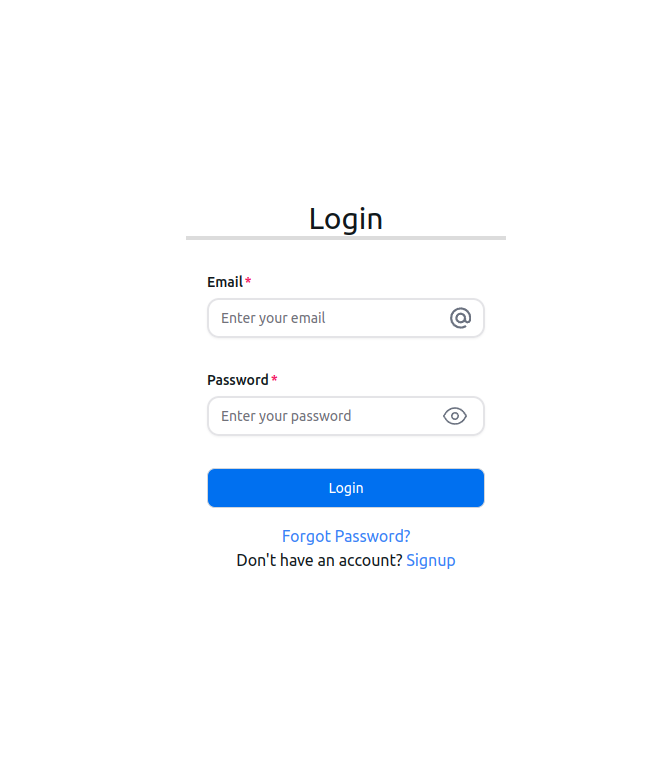 Login
Email *
Enter your email
Password *
Enter your password
Login
Forgot Password?
Don't have an account? Signup